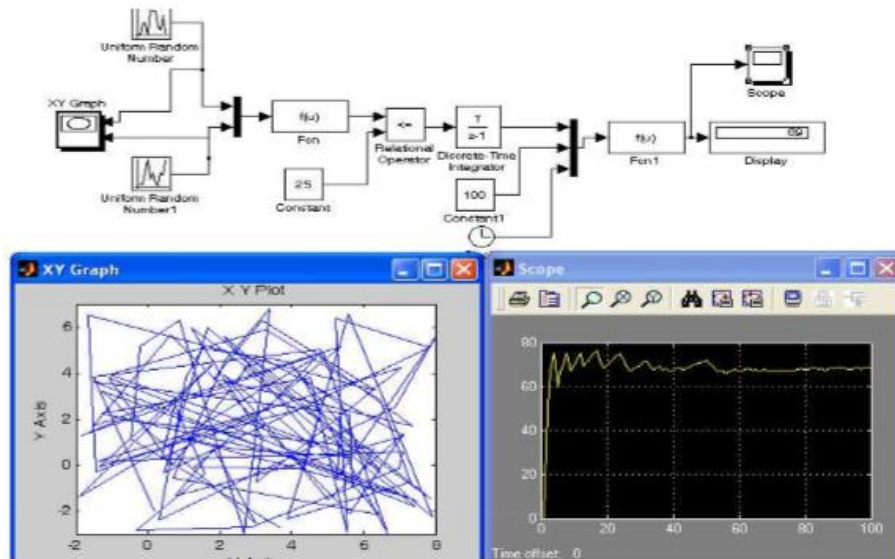 Uniform Random
Number
XY Graph
Uniform Random
Number1
f(u)
Fcn
25
Constant
<=
Relational
Operator
T
z-1
Discrete-Time
Integrator
100
Constant1
f(u)
Fcn1
Scope
69
Display
XY Graph
X Y Plot
Y Axis
6
4
2
0
-2
-2
0
2
4
6
8
Scope
80
60
40
20
0
0
20
40
60
80
100
Time offset: 0